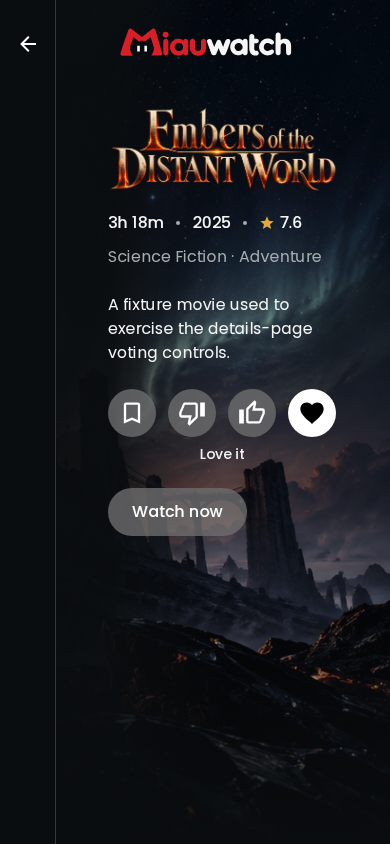 Miauwatch
Embers of the
DISTANT WORLD
3h 18m • 2025 • ★ 7.6
Science Fiction · Adventure
A fixture movie used to
exercise the details-page
voting controls.
Love it
Watch now